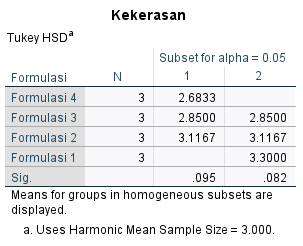 Kekerasan
Tukey HSDa
Subset for alpha = 0.05
Formulasi N 1 2
Formulasi 4 3 2.6833
Formulasi 3 3 2.8500 2.8500
Formulasi 2 3 3.1167 3.1167
Formulasi 1 3 3.3000
Sig. .095 .082
Means for groups in homogeneous subsets are
displayed.
a. Uses Harmonic Mean Sample Size = 3.000.